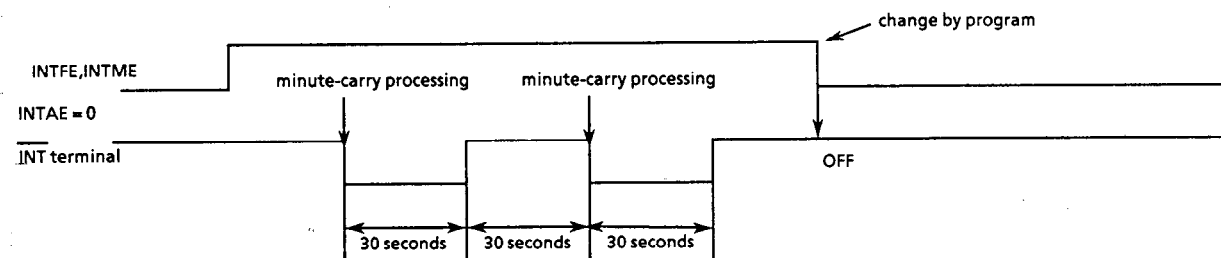 change by program
INTFE,INTME
minute-carry processing
minute-carry processing
INTAE = 0
INT terminal
OFF
30 seconds
30 seconds
30 seconds